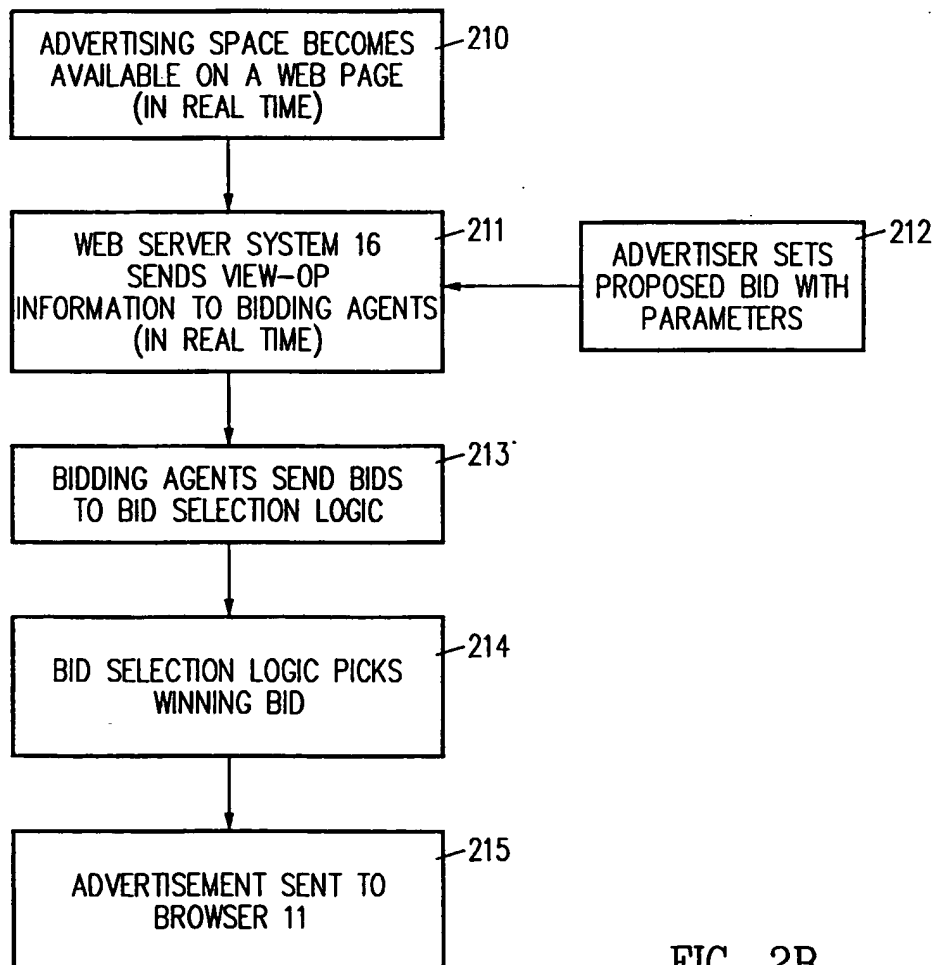 ADVERTISING SPACE BECOMES
AVAILABLE ON A WEB PAGE
(IN REAL TIME)
210
WEB SERVER SYSTEM 16
SENDS VIEW-OP
INFORMATION TO BIDDING AGENTS
(IN REAL TIME)
211
ADVERTISER SETS
PROPOSED BID WITH
PARAMETERS
212
BIDDING AGENTS SEND BIDS
TO BID SELECTION LOGIC
213
BID SELECTION LOGIC PICKS
WINNING BID
214
ADVERTISEMENT SENT TO
BROWSER 11
215